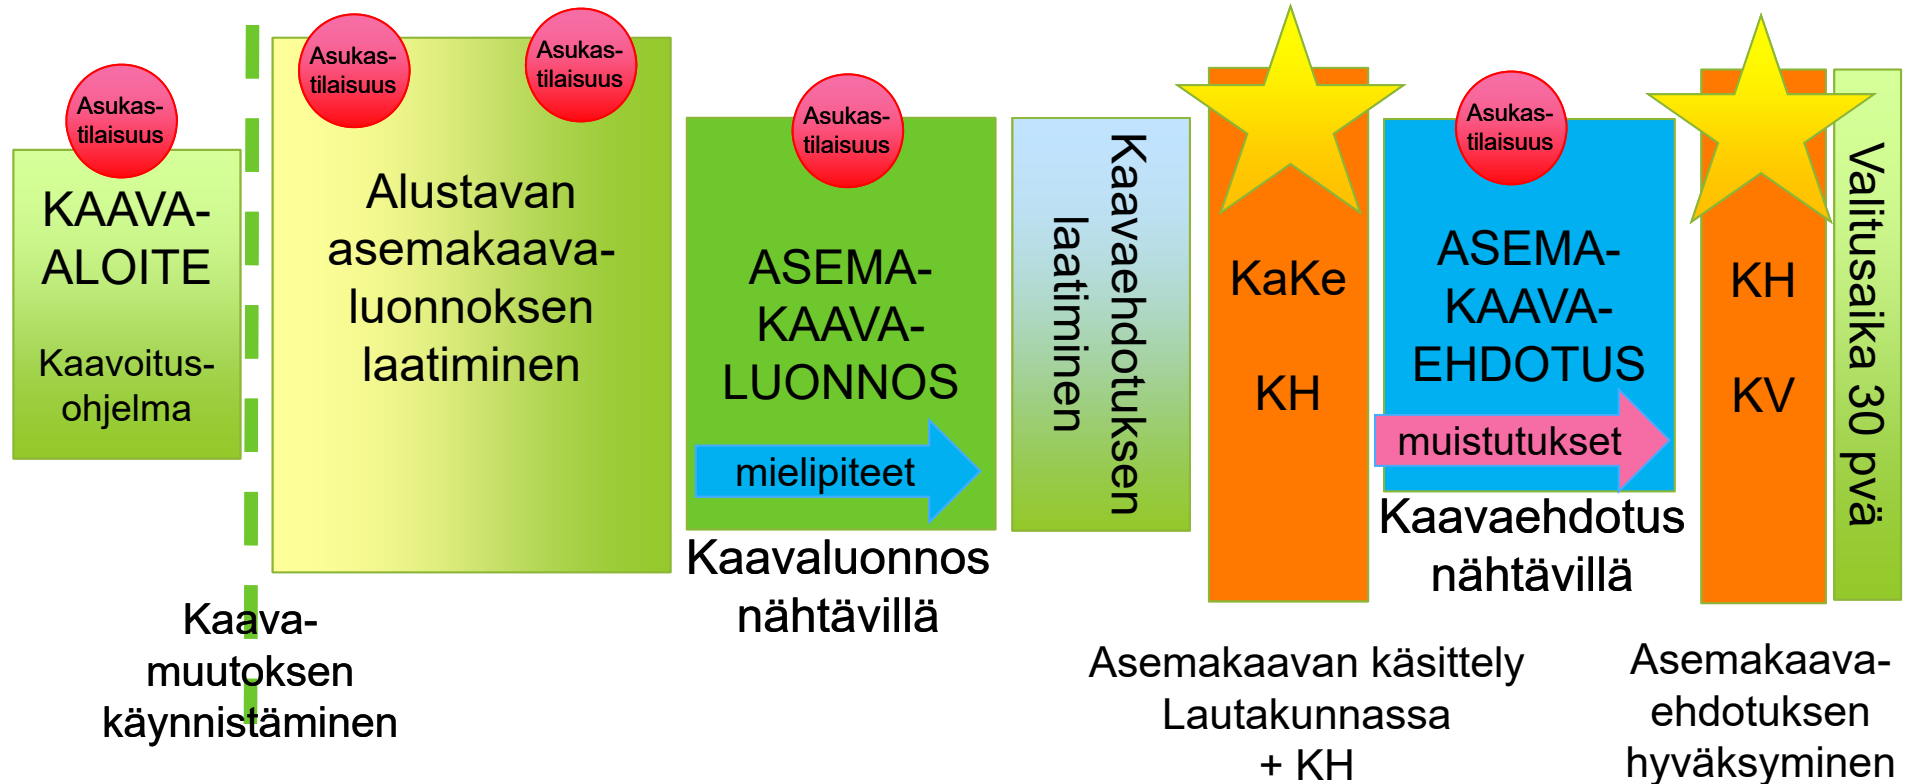 Asukas-
tilaisuus
KAAVA-
ALOITE
Kaavoitus-
ohjelma
Kaava-
muutoksen
käynnistäminen
Asukas-
tilaisuus
Asukas-
tilaisuus
Alustavan
asemakaava-
luonnoksen
laatiminen
Asukas-
tilaisuus
ASEMA-
KAAVA-
LUONNOS
mielipiteet
Kaavaluonnos
nähtävillä
Kaavaehdotuksen
laatiminen
KaKe
KH
Asemakaavan käsittely
Lautakunnassa
+ KH
Asukas-
tilaisuus
ASEMA-
KAAVA-
EHDOTUS
muistutukset
Kaavaehdotus
nähtävillä
KH
KV
Asemakaava-
ehdotuksen
hyväksyminen
Valitusaika 30 pvä